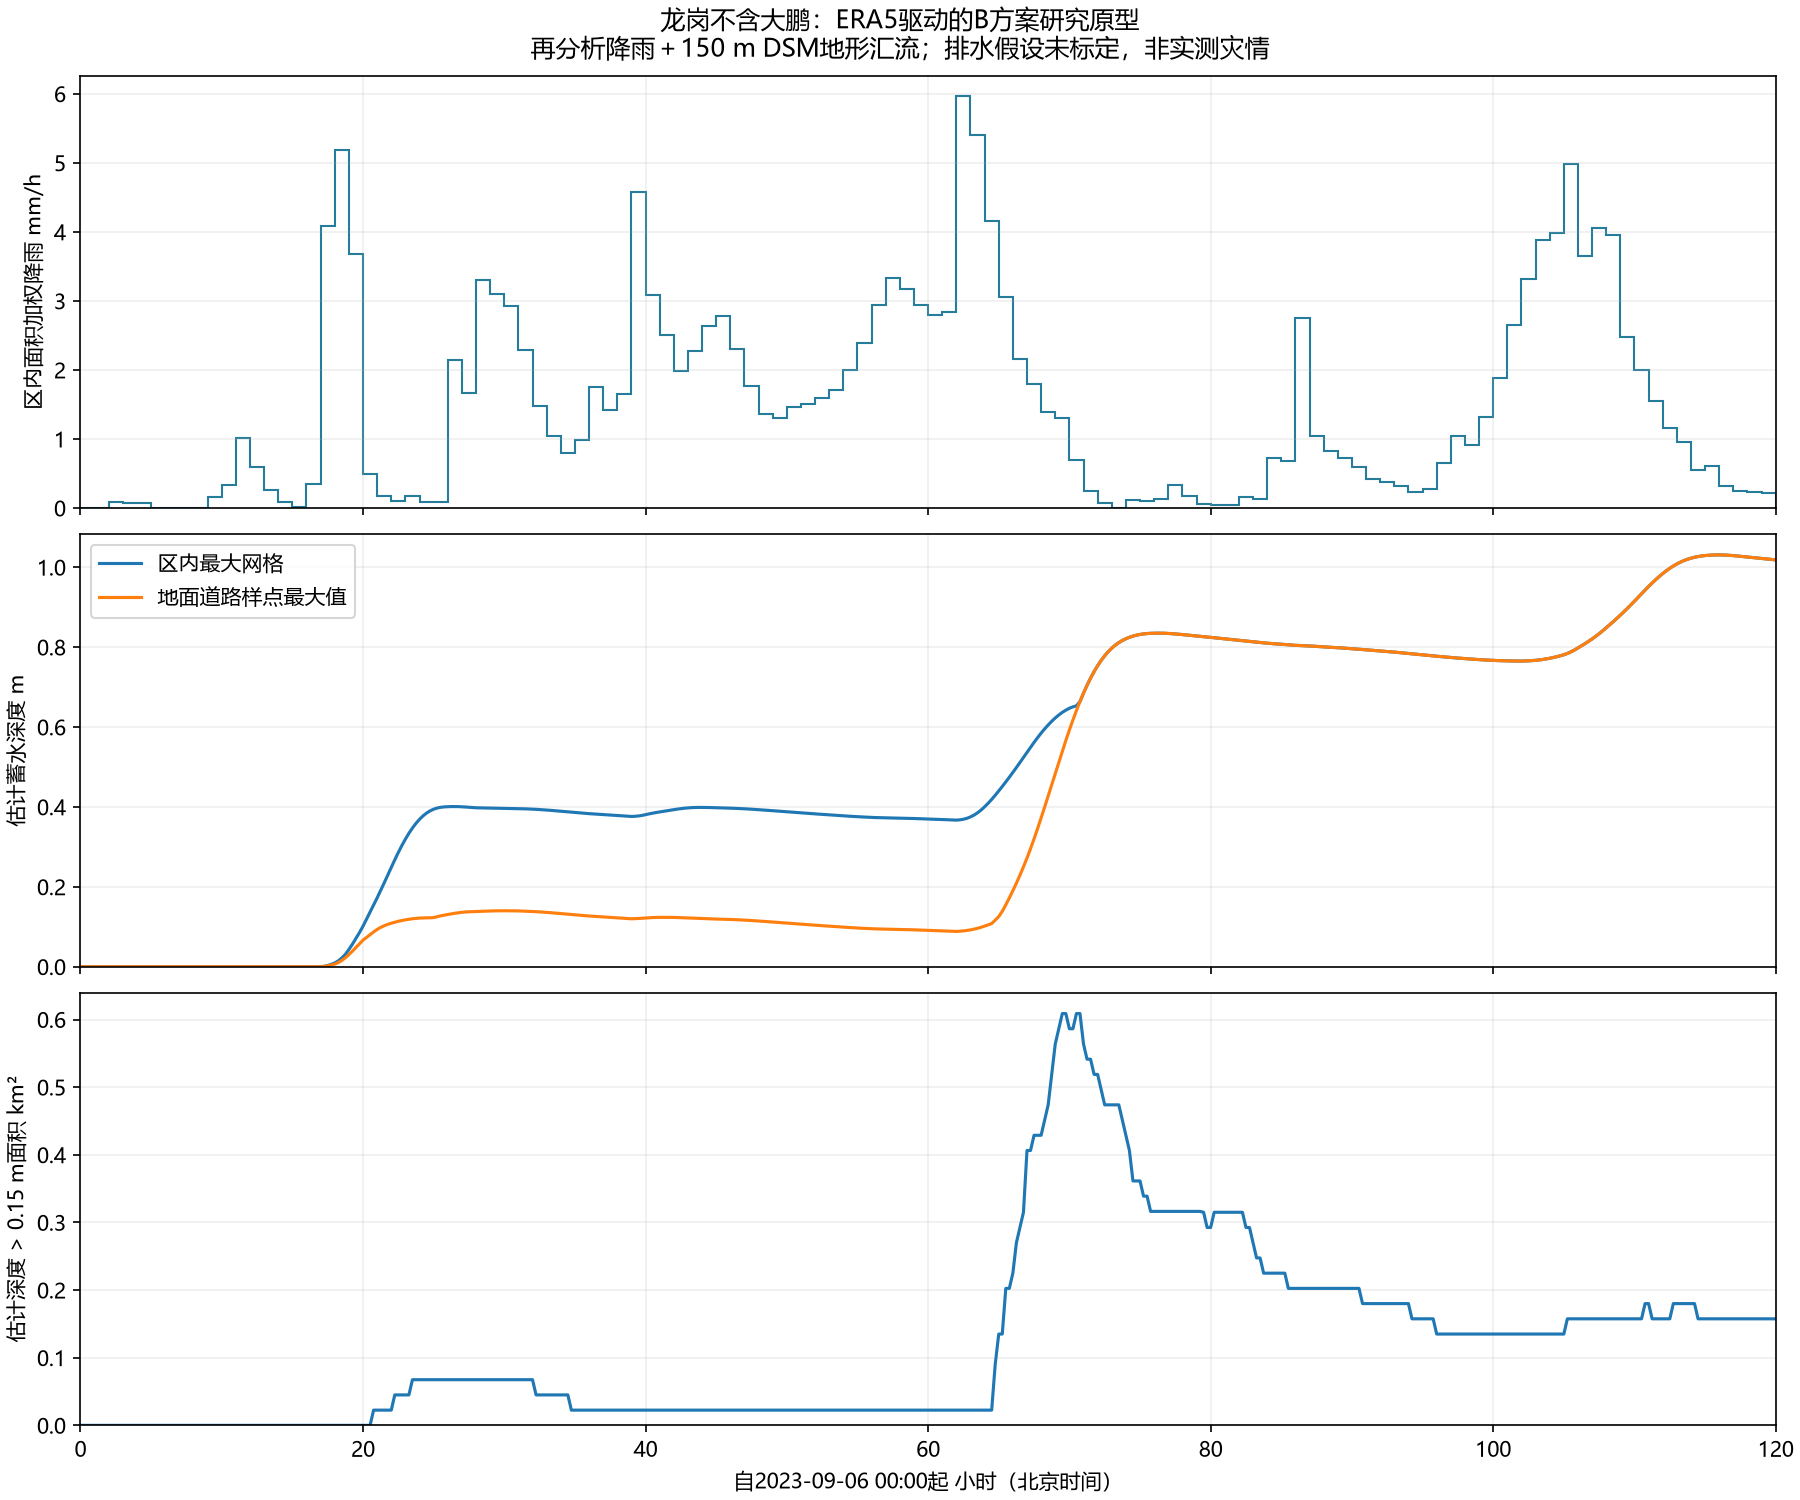 龙岗不含大鹏：ERA5驱动的B方案研究原型
再分析降雨＋150 m DSM地形汇流；排水假设未标定，非实测灾情
区内面积加权降雨 mm/h
6
5
4
3
2
1
0
区内最大网格
地面道路样点最大值
估计蓄水深度 m
1.0
0.8
0.6
0.4
0.2
0.0
估计深度 > 0.15 m面积 km²
0.6
0.5
0.4
0.3
0.2
0.1
0.0
0 20 40 60 80 100 120
自2023-09-06 00:00起 小时（北京时间）